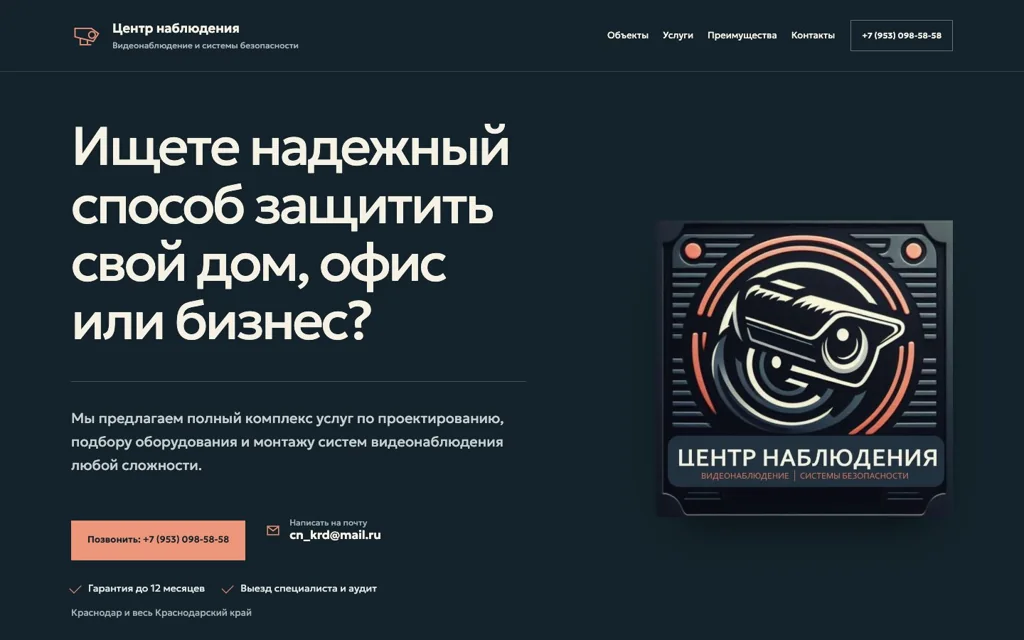 Центр наблюдения
Видеонаблюдение и системы безопасности
Объекты Услуги Преимущества Контакты +7 (953) 098-58-58
Ищете надежный
способ защитить
свой дом, офис
или бизнес?
Мы предлагаем полный комплекс услуг по проектированию,
подбору оборудования и монтажу систем видеонаблюдения
любой сложности.
Позвонить: +7 (953) 098-58-58
Написать на почту
cn_krd@mail.ru
Гарантия до 12 месяцев Выезд специалиста и аудит
Краснодар и весь Краснодарский край
ЦЕНТР НАБЛЮДЕНИЯ
ВИДЕОНАБЛЮДЕНИЕ | СИСТЕМЫ БЕЗОПАСНОСТИ